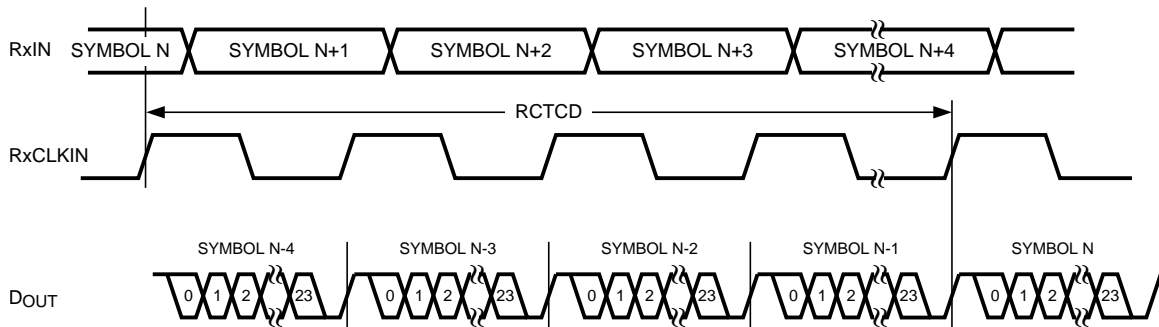 RxIN SYMBOL N SYMBOL N+1 SYMBOL N+2 SYMBOL N+3 SYMBOL N+4
RCTCD
RxCLKIN
SYMBOL N-4 SYMBOL N-3 SYMBOL N-2 SYMBOL N-1 SYMBOL N
DOUT 0 1 2 23 0 1 2 23 0 1 2 23 0 1 2 23 0 1 2 23